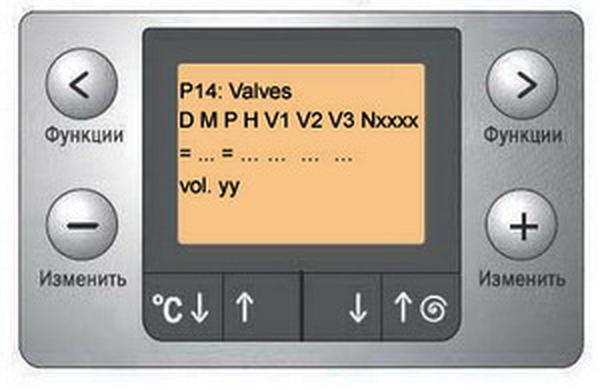 P14: Valves
D M P H V1 V2 V3 Nxxxx
= ... = ... ... ... ...
vol. yy
Функции
Функции
Изменить
Изменить
°C ↓ ↑ ↓ ↑